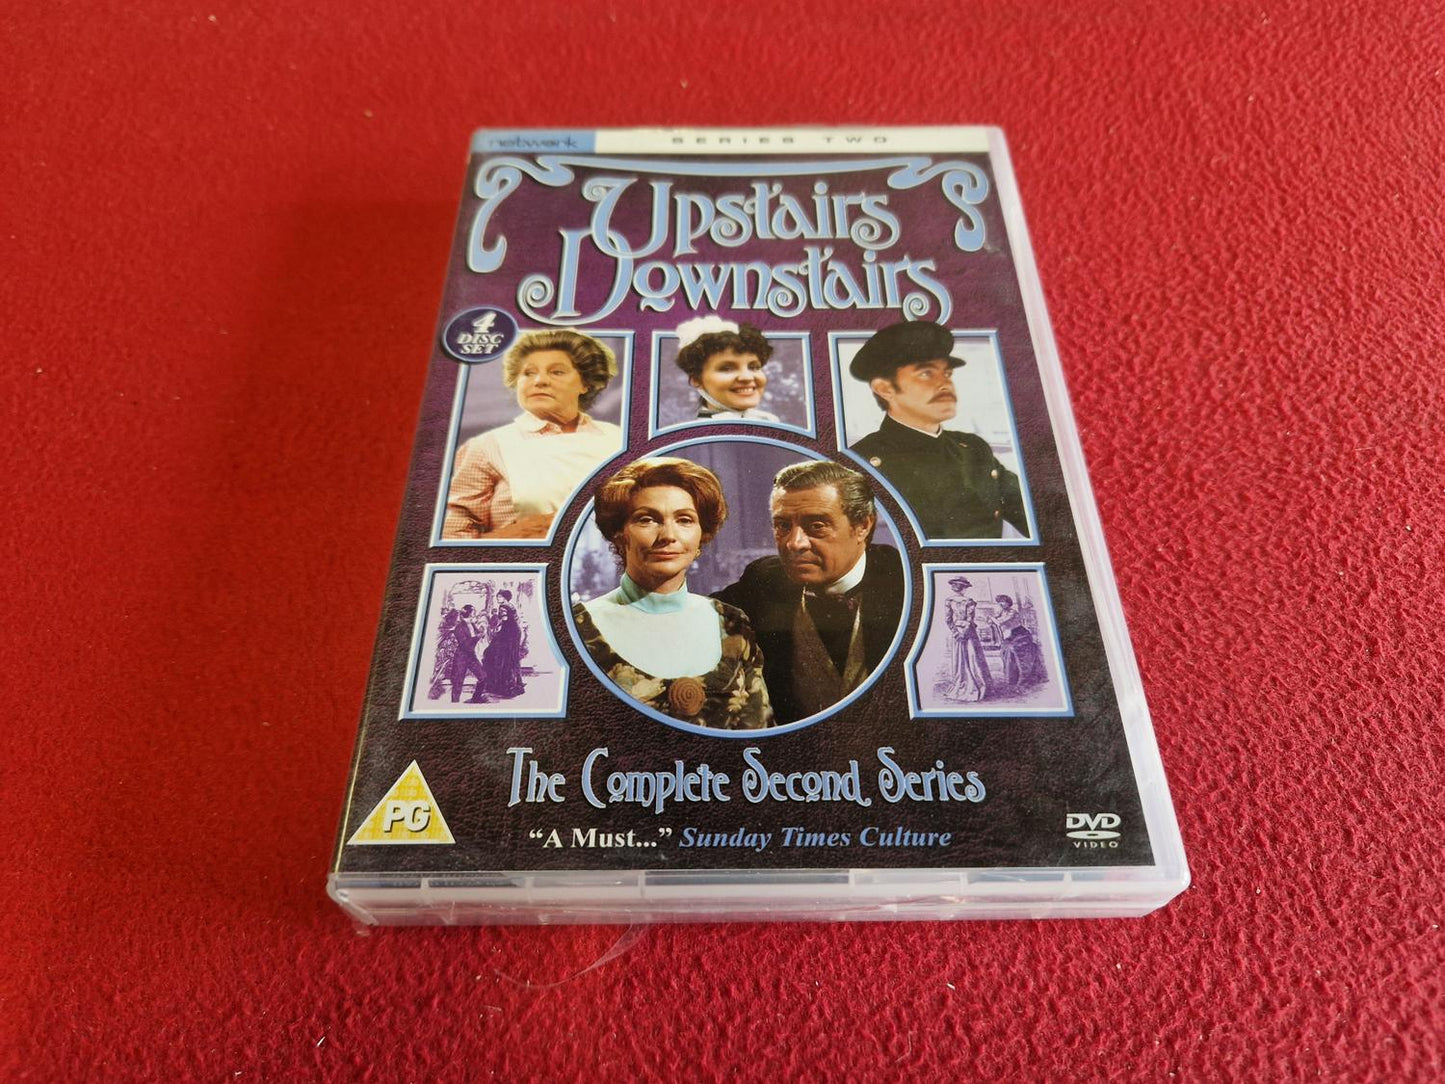 network
SERIES TWO
Upstairs
Downstairs
4
DISC
SET
The Complete Second Series
PG
"A Must..." Sunday Times Culture
DVD
VIDEO